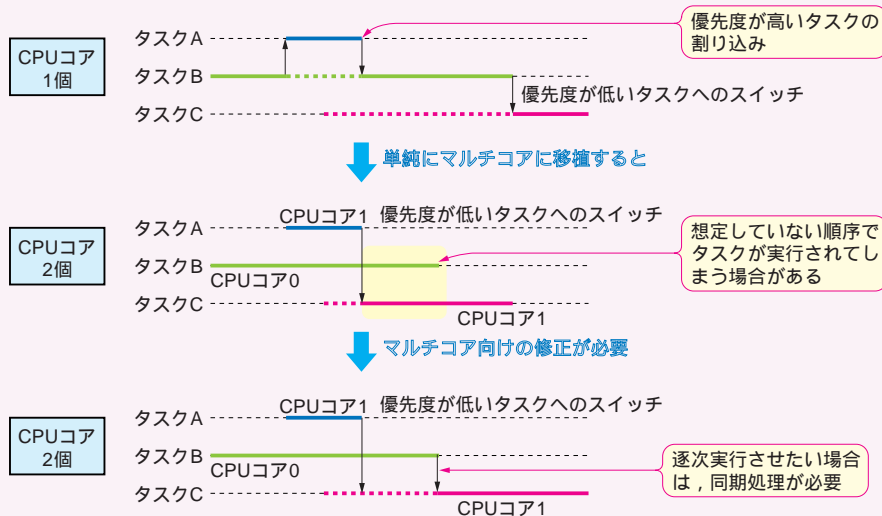 CPUコア
1個
タスクA
タスクB
タスクC
優先度が高いタスクの
割り込み
優先度が低いタスクへのスイッチ
単純にマルチコアに移植すると
CPUコア
2個
タスクA
タスクB
タスクC
CPUコア1
優先度が低いタスクへのスイッチ
CPUコア0
CPUコア1
想定していない順序で
タスクが実行されてし
まう場合がある
マルチコア向けの修正が必要
CPUコア
2個
タスクA
タスクB
タスクC
CPUコア1
優先度が低いタスクへのスイッチ
CPUコア0
CPUコア1
逐次実行させたい場合
は，同期処理が必要